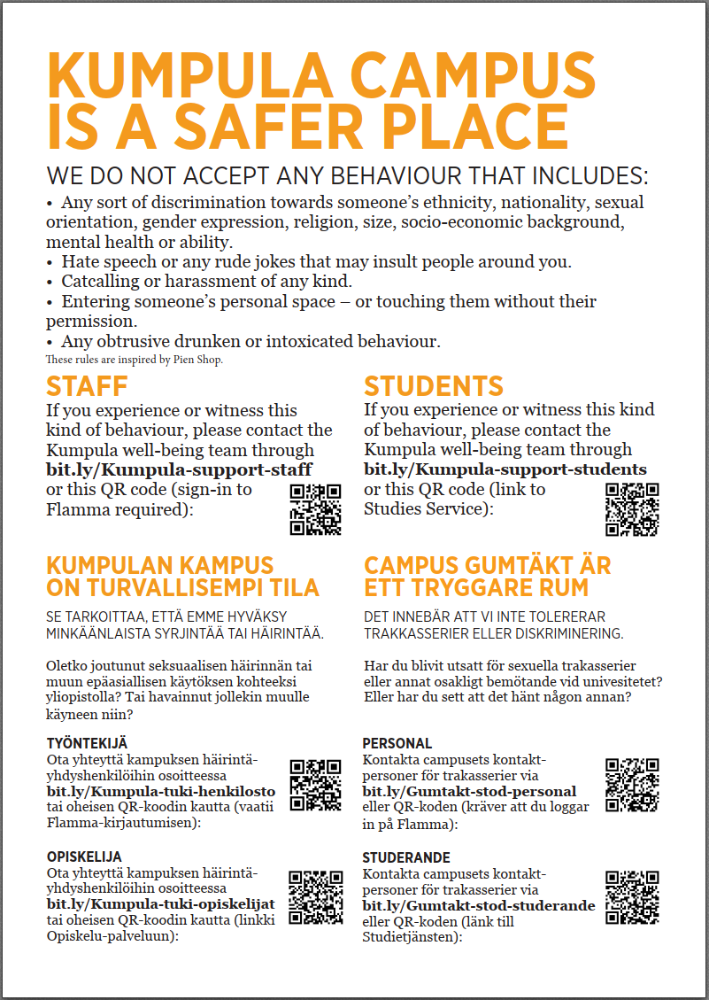 KUMPULA CAMPUS
IS A SAFER PLACE
WE DO NOT ACCEPT ANY BEHAVIOUR THAT INCLUDES:
• Any sort of discrimination towards someone’s ethnicity, nationality, sexual
orientation, gender expression, religion, size, socio-economic background,
mental health or ability.
• Hate speech or any rude jokes that may insult people around you.
• Catcalling or harassment of any kind.
• Entering someone’s personal space – or touching them without their
permission.
• Any obtrusive drunken or intoxicated behaviour.
These rules are inspired by Pien Shop.
STAFF
If you experience or witness this
kind of behaviour, please contact the
Kumpula well-being team through
bit.ly/Kumpula-support-staff
or this QR code (sign-in to
Flamma required):
STUDENTS
If you experience or witness this kind
of behaviour, please contact the
Kumpula well-being team through
bit.ly/Kumpula-support-students
or this QR code (link to
Studies Service):
KUMPULAN KAMPUS
ON TURVALLISEMPI TILA
SE TARKOITTAA, ETTÄ EMME HYVÄKSY
MINKÄÄNLAISTA SYRJINTÄÄ TAI HÄIRINTÄÄ.
Oletko joutunut seksuaalisen häirinnän tai
muun epäasiallisen käytöksen kohteeksi
yliopistolla? Tai havainnut jollekin muulle
käyneen niin?
TYÖNTEKIJÄ
Ota yhteyttä kampuksen häirintä-
yhdyshenkilöihin osoitteessa
bit.ly/Kumpula-tuki-henkilosto
tai oheisen QR-koodin kautta (vaatii
Flamma-kirjautumisen):
OPISKELIJA
Ota yhteyttä kampuksen häirintä-
yhdyshenkilöihin osoitteessa
bit.ly/Kumpula-tuki-opiskelijat
tai oheisen QR-koodin kautta (linkki
Opiskelu-palveluun):
CAMPUS GUMTÄKT ÄR
ETT TRYGGARE RUM
DET INNEBÄR ATT VI INTE TOLERERAR
TRAKKASSERIER ELLER DISKRIMINERING.
Har du blivit utsatt för sexuella trakasserier
eller annat osakligt bemötande vid univesitetet?
Eller har du sett att det hänt någon annan?
PERSONAL
Kontakta campusets kontakt-
personer för trakasserier via
bit.ly/Gumtakt-stod-personal
eller QR-koden (kräver att du loggar
in på Flamma):
STUDERANDE
Kontakta campusets kontakt-
personer för trakasserier via
bit.ly/Gumtakt-stod-studerande
eller QR-koden (länk till
Studietjänsten):